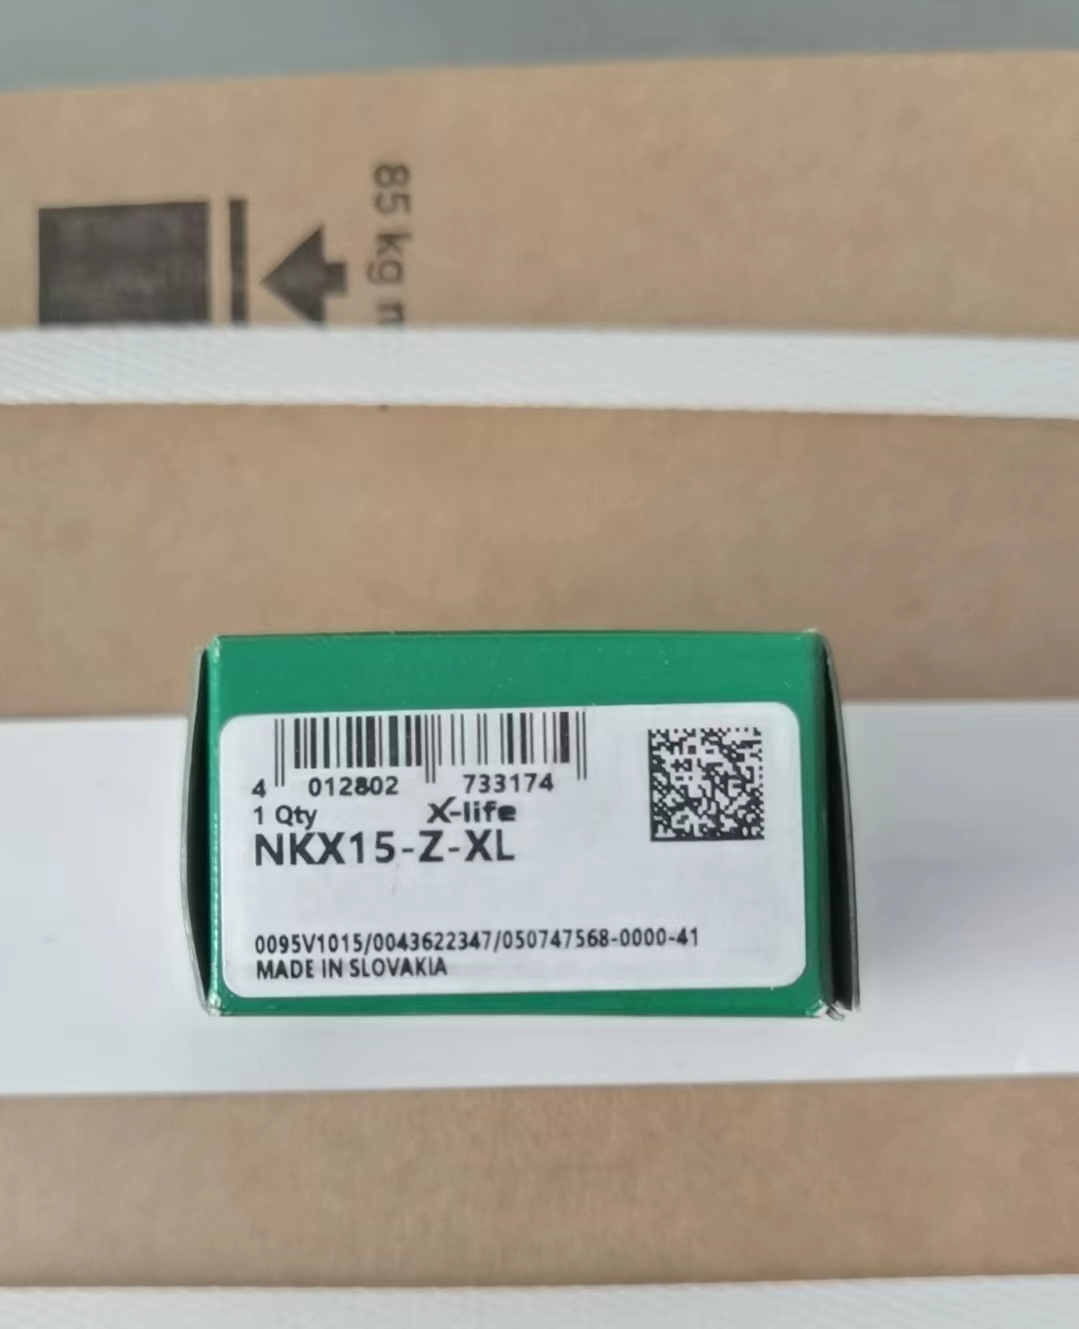 85 kg m
4 012802 733174
1 Qty X-life
NKX15-Z-XL
0095V1015/0043622347/050747568-0000-41
MADE IN SLOVAKIA